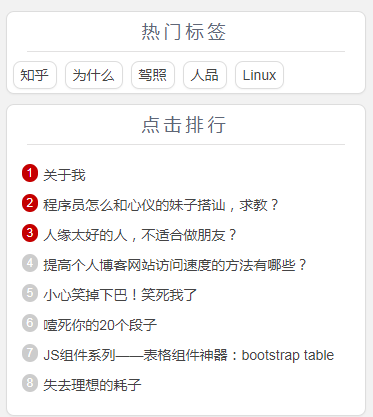 热门标签
知乎 为什么 驾照 人品 Linux
点击排行
1 关于我
2 程序员怎么和心仪的妹子搭讪，求教？
3 人缘太好的人，不适合做朋友？
4 提高个人博客网站访问速度的方法有哪些？
5 小心笑掉下巴！笑死我了
6 噎死你的20个段子
7 JS组件系列——表格组件神器：bootstrap table
8 失去理想的耗子